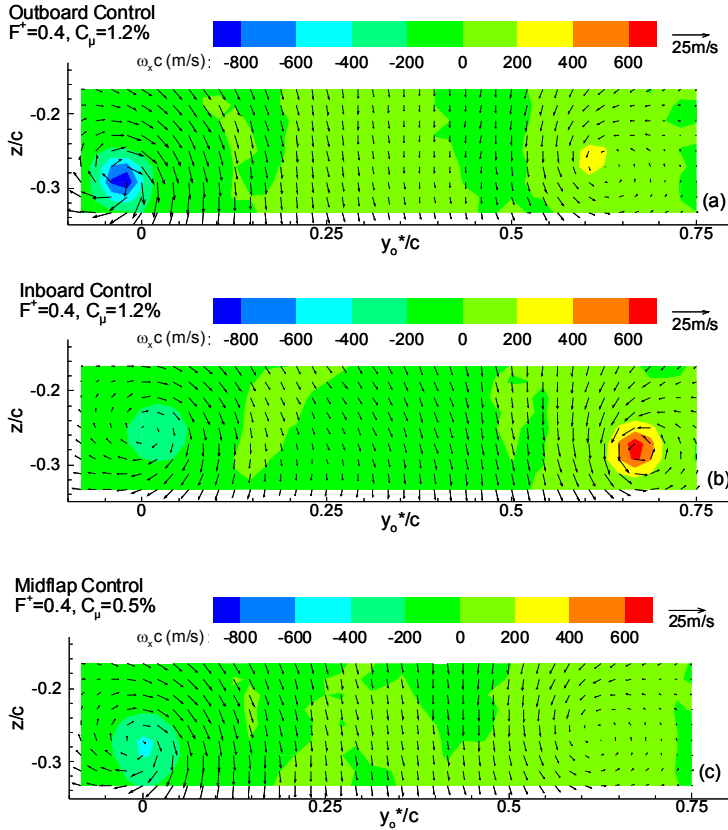 Outboard Control
F⁺=0.4, Cμ=1.2%
ωₓc (m/s): -800 -600 -400 -200 0 200 400 600 25m/s
z/c
-0.2
-0.3
(a)
0 0.25 0.5 0.75
yₒ*/c
Inboard Control
F⁺=0.4, Cμ=1.2%
ωₓc (m/s): -800 -600 -400 -200 0 200 400 600 25m/s
z/c
-0.2
-0.3
(b)
0 0.25 0.5 0.75
yₒ*/c
Midflap Control
F⁺=0.4, Cμ=0.5%
ωₓc (m/s): -800 -600 -400 -200 0 200 400 600 25m/s
z/c
-0.2
-0.3
(c)
0 0.25 0.5 0.75
yₒ*/c